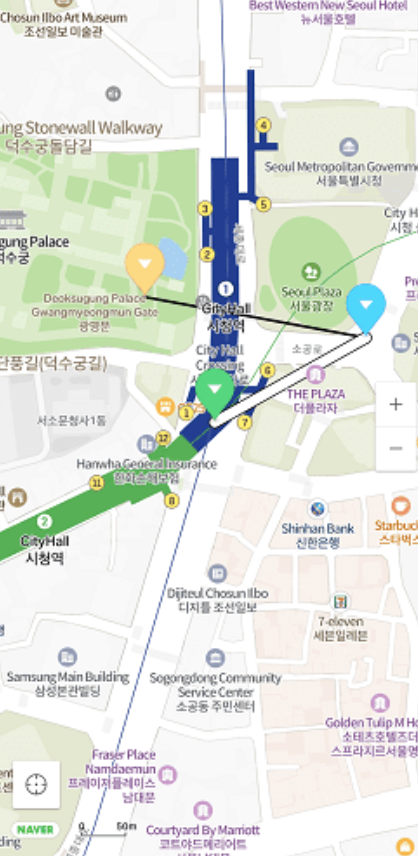 Best Western New Seoul Hotel
뉴서울호텔
Chosun Ilbo Art Museum
조선일보 미술관
ung Stonewall Walkway
덕수궁돌담길
4
Seoul Metropolitan Governme
서울특별시청
3
5
City H
시청
gung Palace
수궁
2
Deoksugung Palace
Gwangmyeongmun Gate
광명문
1
CityHall
시청역
Seoul Plaza
서울광장
Pr
City Hall
Crossing
소공로
단풍길(덕수궁길)
6
THE PLAZA
더플라자
+
서소문청사1동
1
7
12
−
Hanwha General Insurance
한화손해보험
11
8
2
CityHall
시청역
Shinhan Bank
신한은행
Starbuc
스타벅스
Dijiteul Chosun Ilbo
디지틀 조선일보
7-eleven
세븐일레븐
Samsung Main Building
삼성본관빌딩
Sogongdong Community
Service Center
소공동 주민센터
Golden Tulip M Ho
소테츠호텔즈더
스프라지르서울명
Fraser Place
Namdaemun
프레이저플레이스
남대문
NAVER
0
50m
Courtyard By Marriott
코트야드메리어트
ding